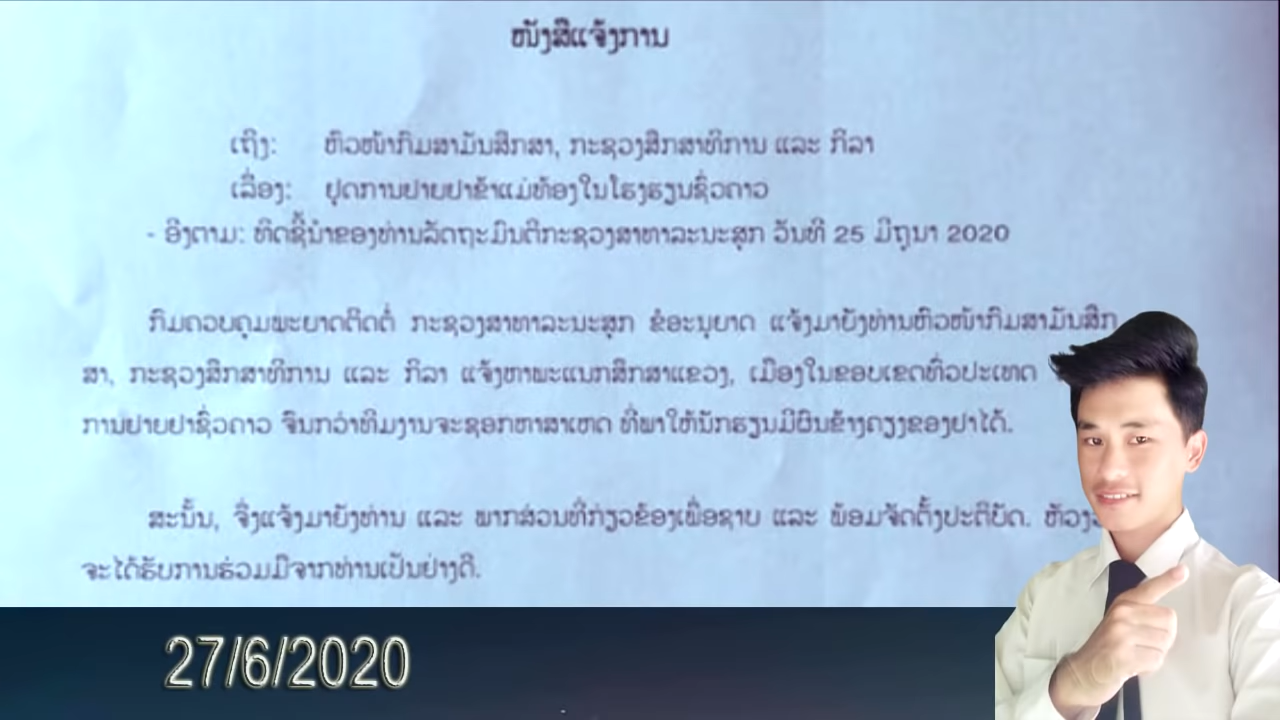 ໜັງສືແຈ້ງການ
ເຖິງ: ຫົວໜ້າກົມສາມັນສຶກສາ, ກະຊວງສຶກສາທິການ ແລະ ກິລາ
ເລື່ອງ: ຢຸດການຢາຍຢາຂ້າແມ່ທ້ອງໃນໂຮງຮຽນຊົ່ວຄາວ
- ອີງຕາມ: ທິດຊີ້ນຳຂອງທ່ານລັດຖະມົນຕີກະຊວງສາທາລະນະສຸກ ວັນທີ 25 ມິຖຸນາ 2020
ກົມຄວບຄຸມພະຍາດຕິດຕໍ່ ກະຊວງສາທາລະນະສຸກ ຂໍອະນຸຍາດ ແຈ້ງມາຍັງທ່ານຫົວໜ້າກົມສາມັນສຶກ
ສາ, ກະຊວງສຶກສາທິການ ແລະ ກິລາ ແຈ້ງຫາພະແນກສຶກສາແຂວງ, ເມືອງໃນຂອບເຂດທົ່ວປະເທດ
ການຢາຍຢາຊົ່ວຄາວ ຈົນກວ່າທີມງານຈະຊອກຫາສາເຫດ ທີ່ພາໃຫ້ນັກຮຽນມີຜົນຂ້າງຄຽງຂອງຢາໄດ້.
ສະນັ້ນ, ຈຶ່ງແຈ້ງມາຍັງທ່ານ ແລະ ພາກສ່ວນທີ່ກ່ຽວຂ້ອງເພື່ອຊາບ ແລະ ພ້ອມຈັດຕັ້ງປະຕິບັດ. ຫວັງ
ຈະໄດ້ຮັບການຮ່ວມມືຈາກທ່ານເປັນຢ່າງດີ.
27/6/2020